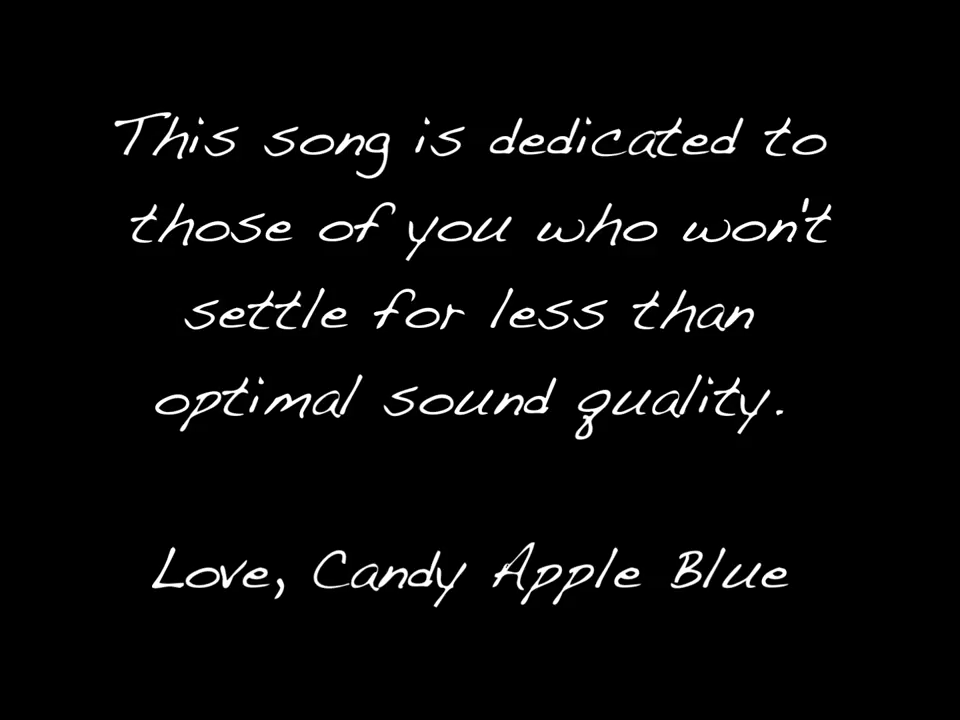 This song is dedicated to
those of you who won't
settle for less than
optimal sound quality.
Love, Candy Apple Blue